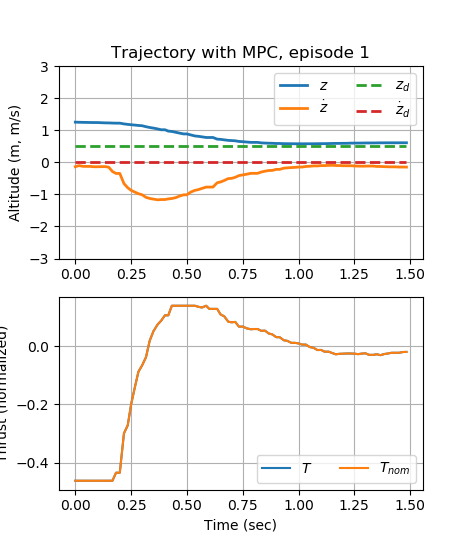 Trajectory with MPC, episode 1
Altitude (m, m/s)
3
2
1
0
−1
−2
−3
z
ż
z_d
ż_d
0.00 0.25 0.50 0.75 1.00 1.25 1.50
Thrust (normalized)
0.0
−0.2
−0.4
T
T_nom
0.00 0.25 0.50 0.75 1.00 1.25 1.50
Time (sec)